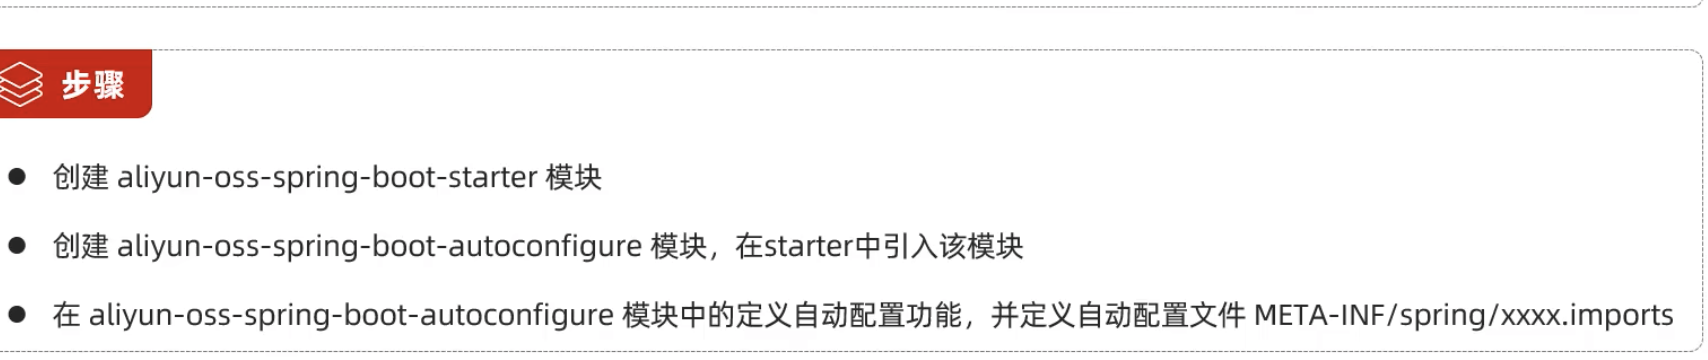 步骤
● 创建 aliyun-oss-spring-boot-starter 模块
● 创建 aliyun-oss-spring-boot-autoconfigure 模块，在starter中引入该模块
● 在 aliyun-oss-spring-boot-autoconfigure 模块中的定义自动配置功能，并定义自动配置文件 META-INF/spring/xxxx.imports